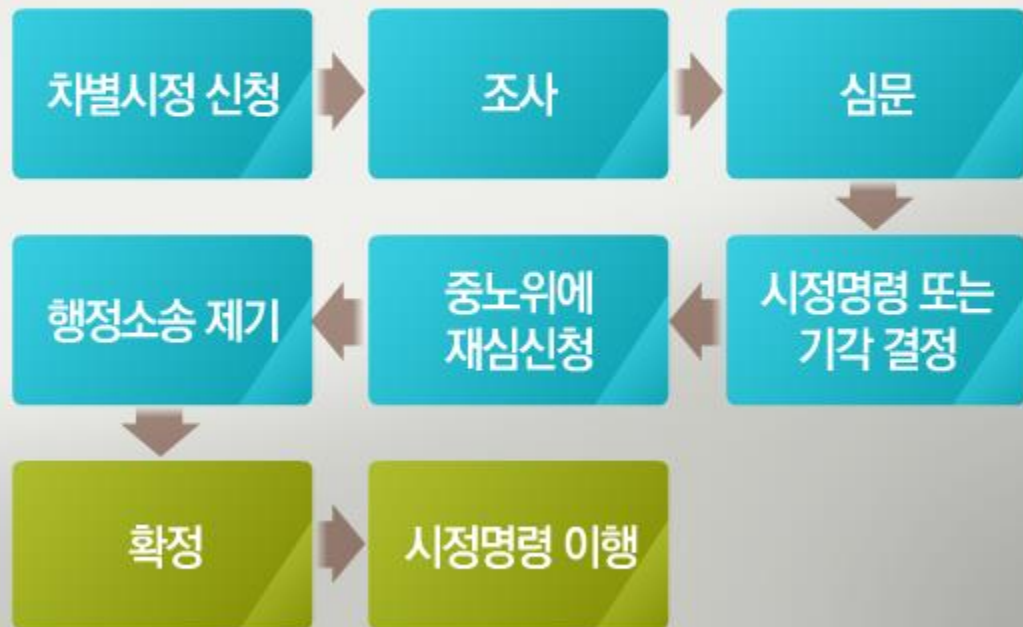 차별시정 신청
조사
심문
시정명령 또는
기각 결정
중노위에
재심신청
행정소송 제기
확정
시정명령 이행